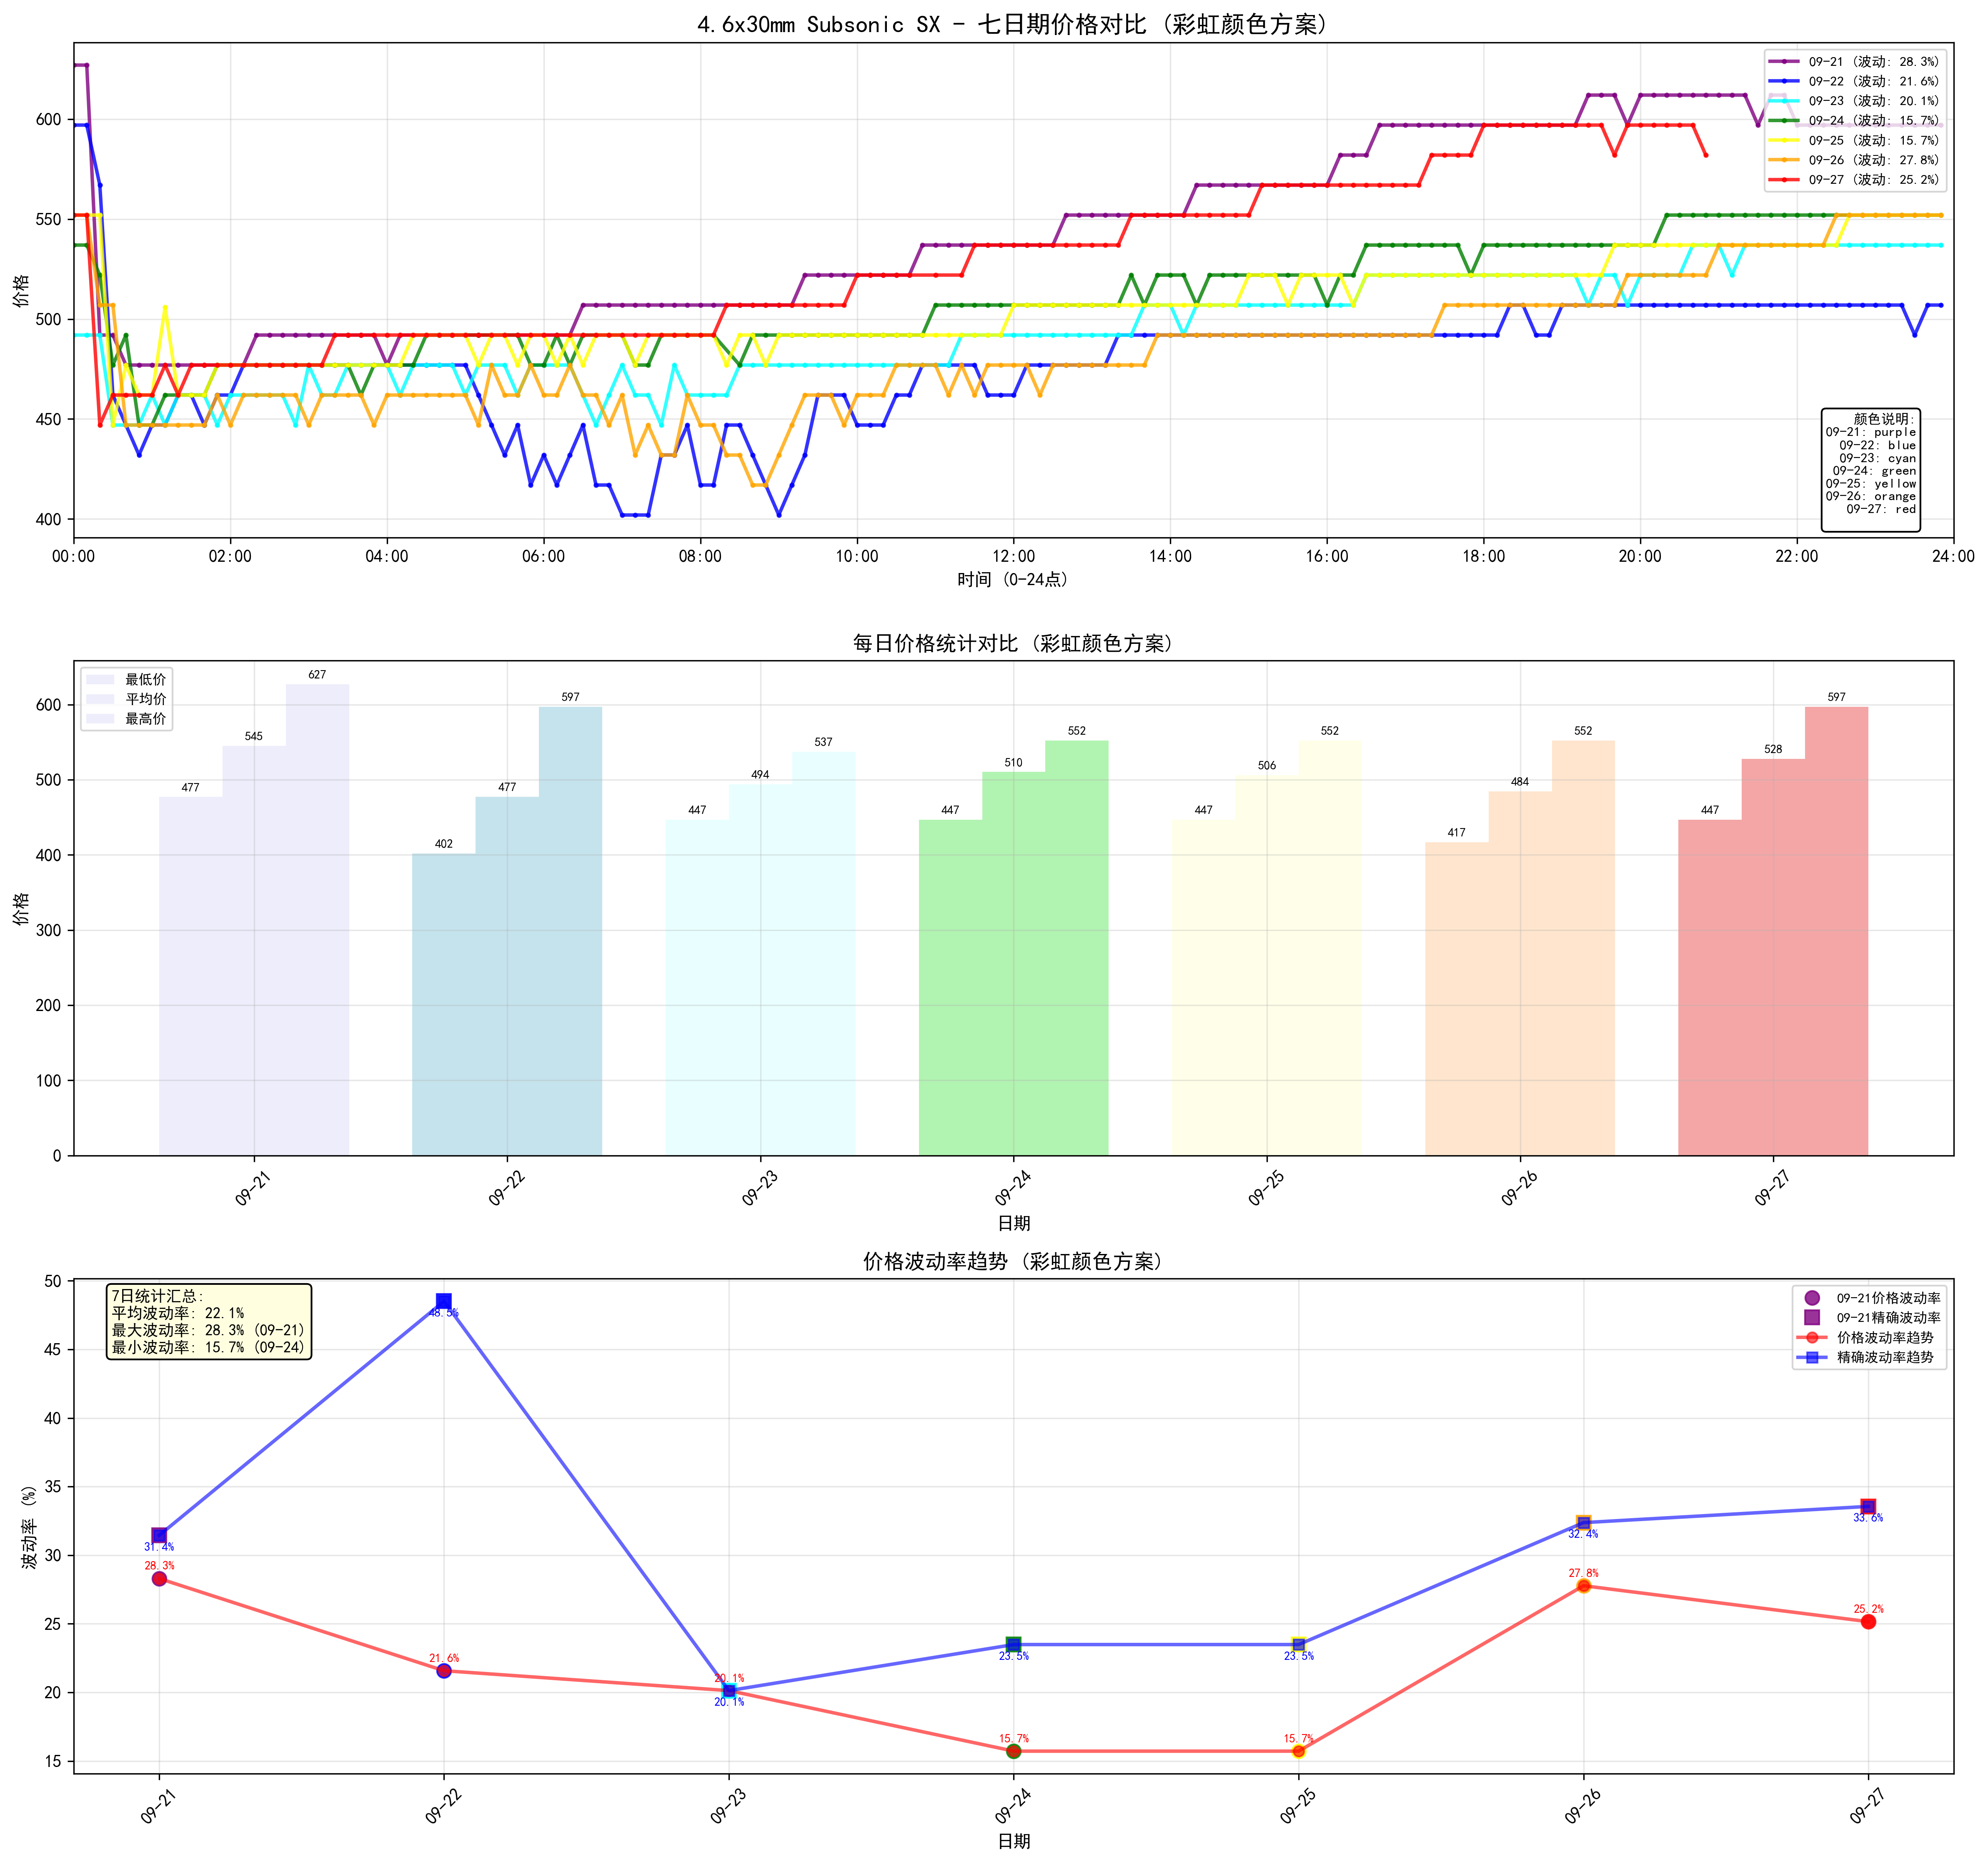 4.6x30mm Subsonic SX - 七日期价格对比 (彩虹颜色方案)
价格
600
550
500
450
400
09-21 (波动: 28.3%)
09-22 (波动: 21.6%)
09-23 (波动: 20.1%)
09-24 (波动: 15.7%)
09-25 (波动: 15.7%)
09-26 (波动: 27.8%)
09-27 (波动: 25.2%)
颜色说明:
09-21: purple
09-22: blue
09-23: cyan
09-24: green
09-25: yellow
09-26: orange
09-27: red
00:00 02:00 04:00 06:00 08:00 10:00 12:00 14:00 16:00 18:00 20:00 22:00 24:00
时间 (0-24点)
每日价格统计对比 (彩虹颜色方案)
价格
600
500
400
300
200
100
0
最低价
平均价
最高价
477 545 627
402 477 597
447 494 537
447 510 552
447 506 552
417 484 552
447 528 597
09-21 09-22 09-23 09-24 09-25 09-26 09-27
日期
价格波动率趋势 (彩虹颜色方案)
波动率 (%)
50
45
40
35
30
25
20
15
7日统计汇总:
平均波动率: 22.1%
最大波动率: 28.3% (09-21)
最小波动率: 15.7% (09-24)
09-21价格波动率
09-21精确波动率
价格波动率趋势
精确波动率趋势
31.4% 48.5% 20.1% 23.5% 23.5% 32.4% 33.6%
28.3% 21.6% 20.1% 15.7% 15.7% 27.8% 25.2%
09-21 09-22 09-23 09-24 09-25 09-26 09-27
日期